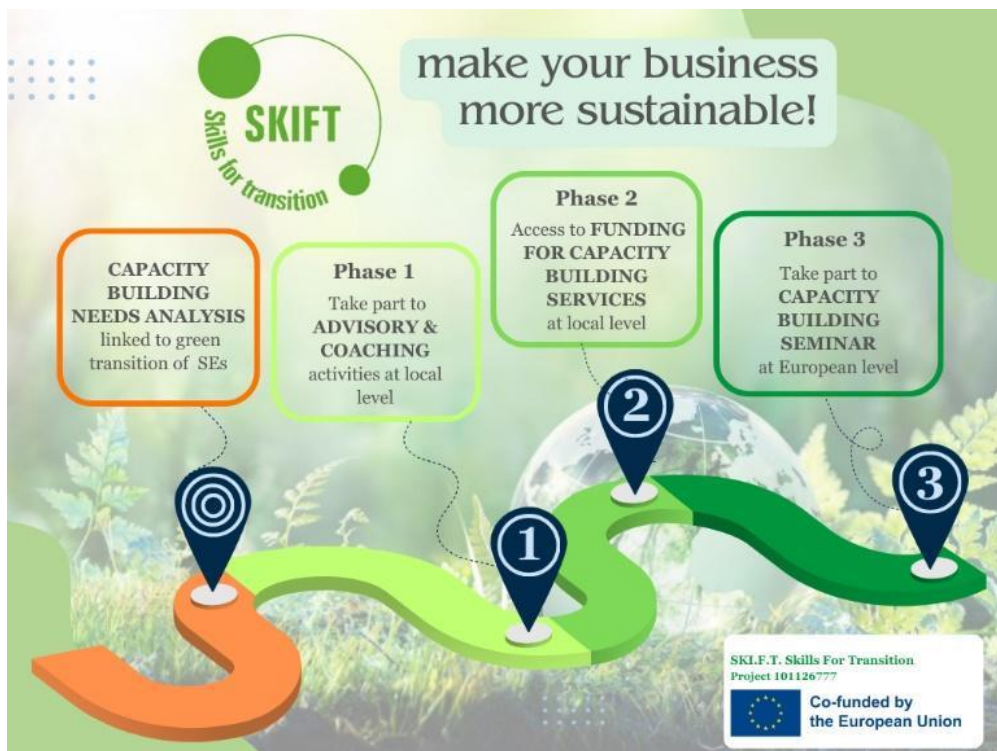 SKIFT
Skills for transition
make your business
more sustainable!
CAPACITY
BUILDING
NEEDS ANALYSIS
linked to green
transition of SEs
Phase 1
Take part to
ADVISORY &
COACHING
activities at local
level
Phase 2
Access to FUNDING
FOR CAPACITY
BUILDING
SERVICES
at local level
Phase 3
Take part to
CAPACITY
BUILDING
SEMINAR
at European level
1
2
3
SKI.F.T. Skills For Transition
Project 101126777
Co-funded by
the European Union